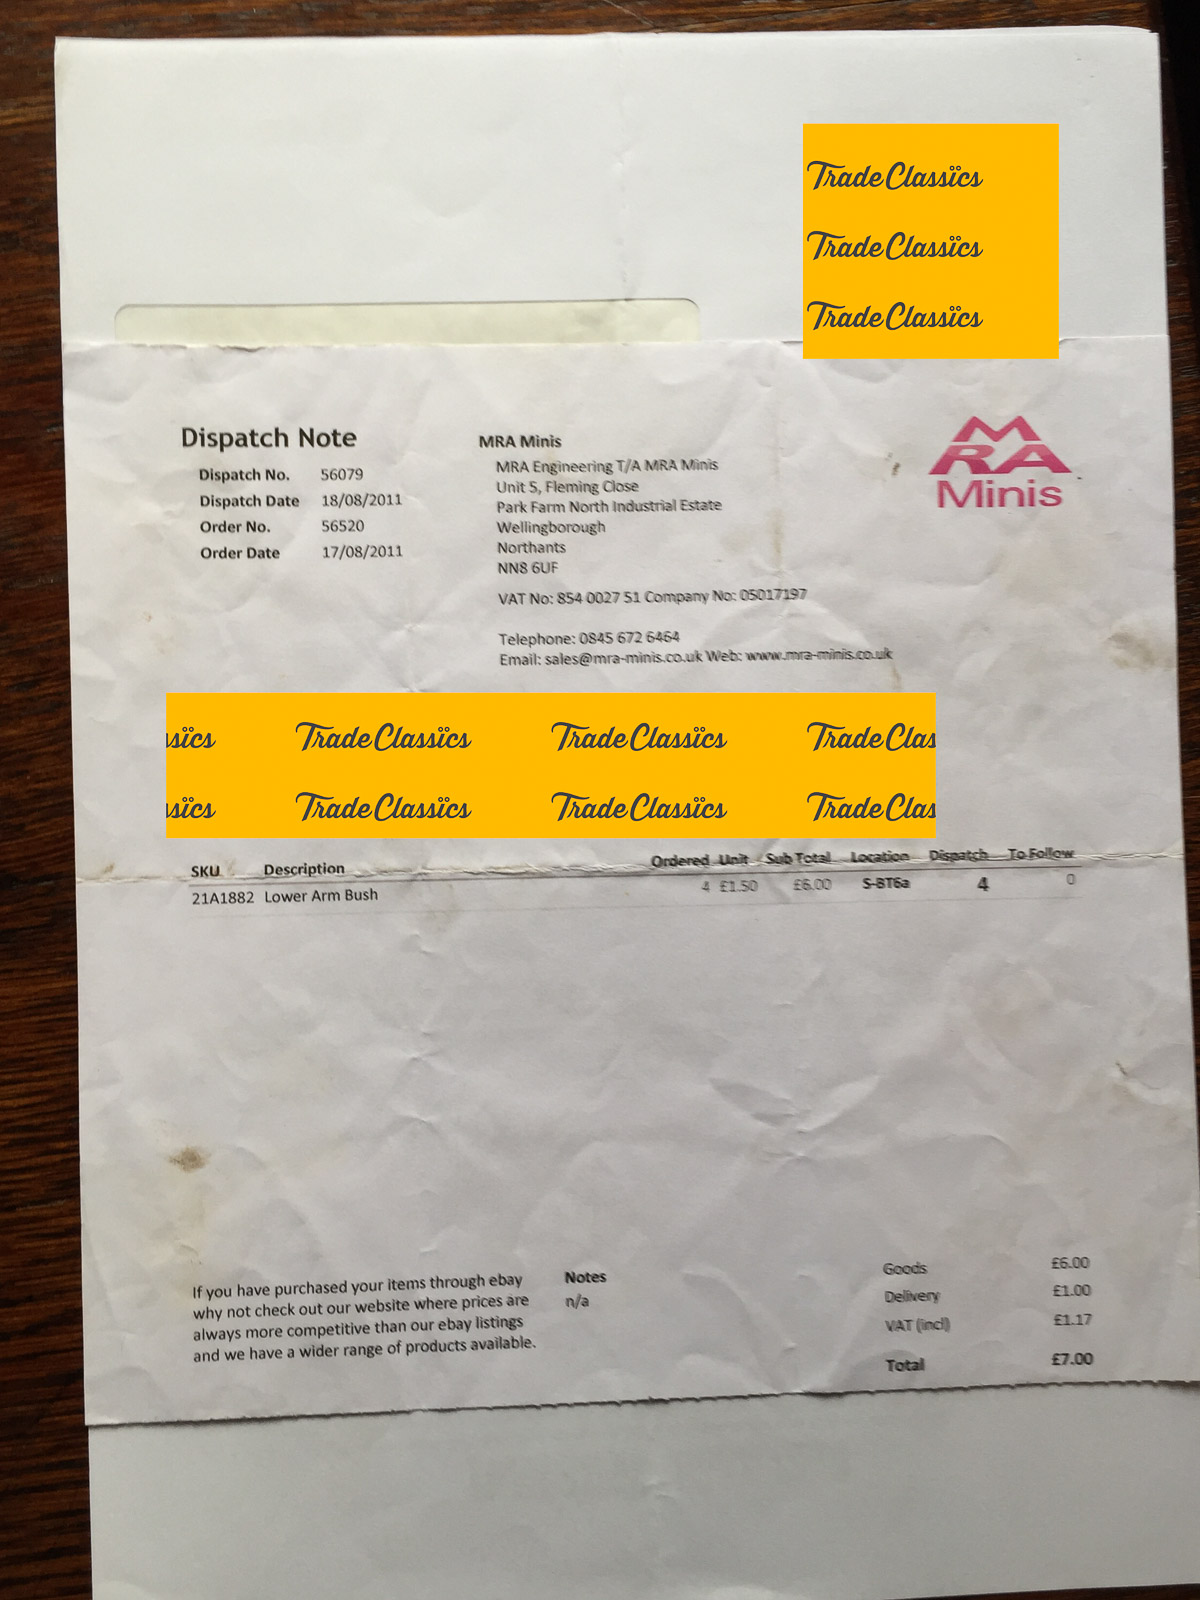 Trade Classics
Trade Classics
Trade Classics
MRA
Minis
Dispatch Note
Dispatch No. 56079
Dispatch Date 18/08/2011
Order No. 56520
Order Date 17/08/2011
MRA Minis
MRA Engineering T/A MRA Minis
Unit 5, Fleming Close
Park Farm North Industrial Estate
Wellingborough
Northants
NN8 6UF
VAT No: 854 0027 51 Company No: 05017197
Telephone: 0845 672 6464
Email: sales@mra-minis.co.uk Web: www.mra-minis.co.uk
sics Trade Classics Trade Classics Trade Clas
sics Trade Classics Trade Classics Trade Clas
SKU Description Ordered Unit Sub Total Location Dispatch To Follow
21A1882 Lower Arm Bush 4 £1.50 £6.00 S-BT6a 4 0
If you have purchased your items through ebay
why not check out our website where prices are
always more competitive than our ebay listings
and we have a wider range of products available.
Notes
n/a
Goods £6.00
Delivery £1.00
VAT (incl) £1.17
Total £7.00